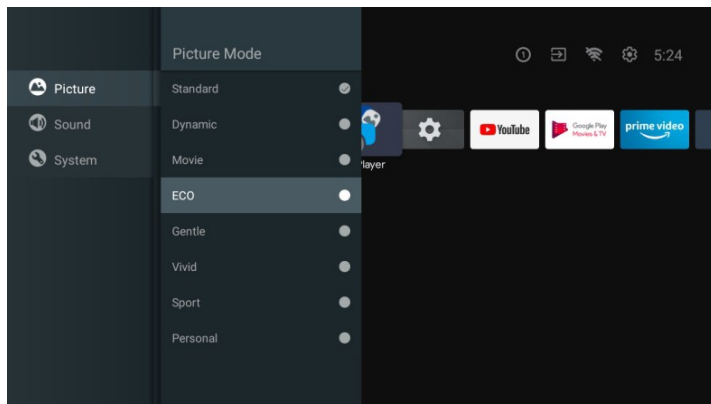 Picture Mode
5:24
Picture
Sound
System
Standard
Dynamic
Movie
ECO
Gentle
Vivid
Sport
Personal
Player
YouTube
Google Play
Movies & TV
prime video